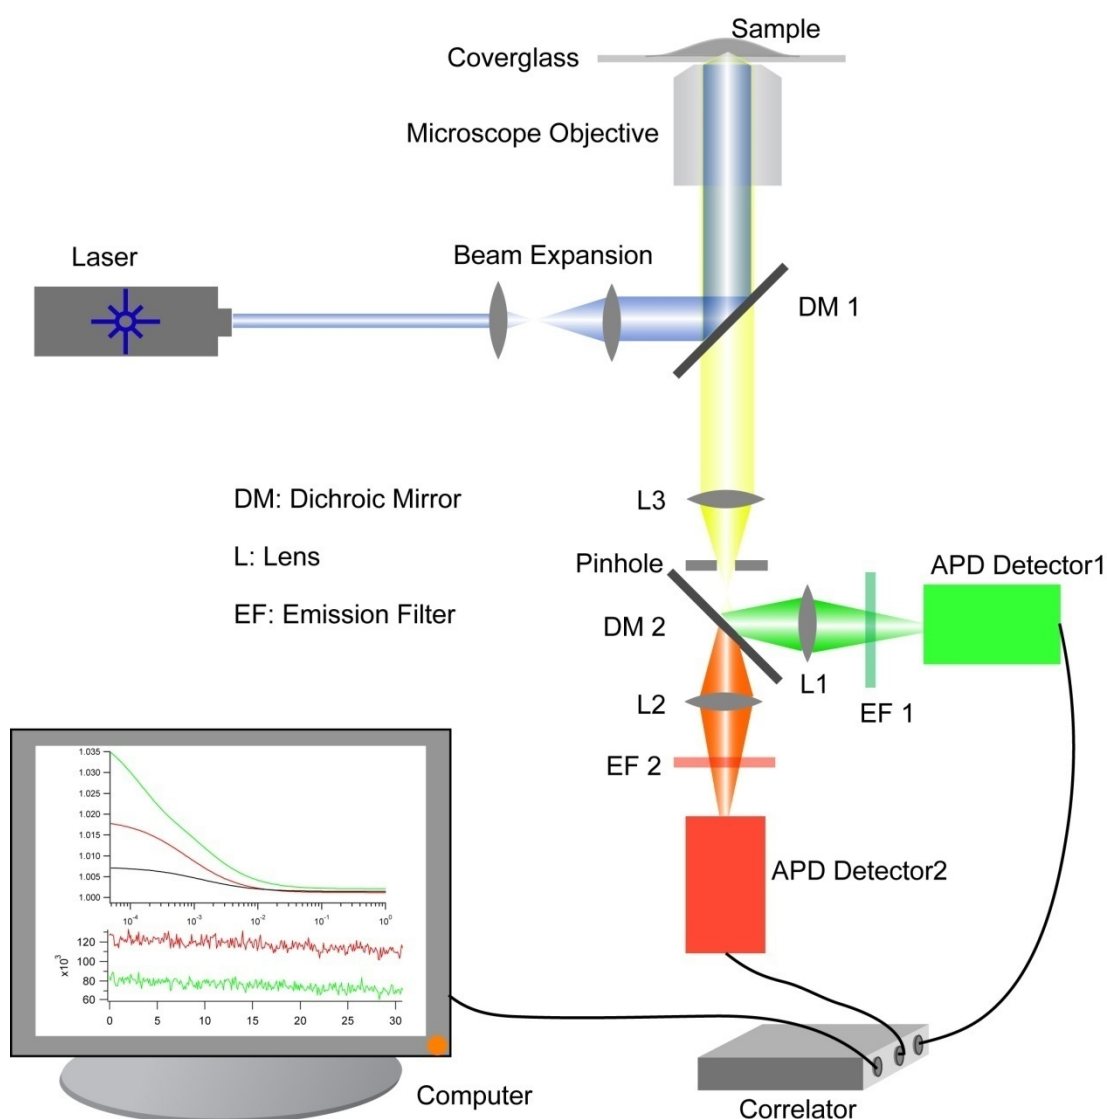 Sample
Coverglass
Microscope Objective
Laser
Beam Expansion
DM 1
DM: Dichroic Mirror
L3
L: Lens
Pinhole
APD Detector1
EF: Emission Filter
DM 2
L1
L2
EF 1
EF 2
APD Detector2
1.035
1.030
1.025
1.020
1.015
1.010
1.005
1.000
10-4 10-3 10-2 10-1 100
x103
120
100
80
60
0 5 10 15 20 25 30
Computer
Correlator